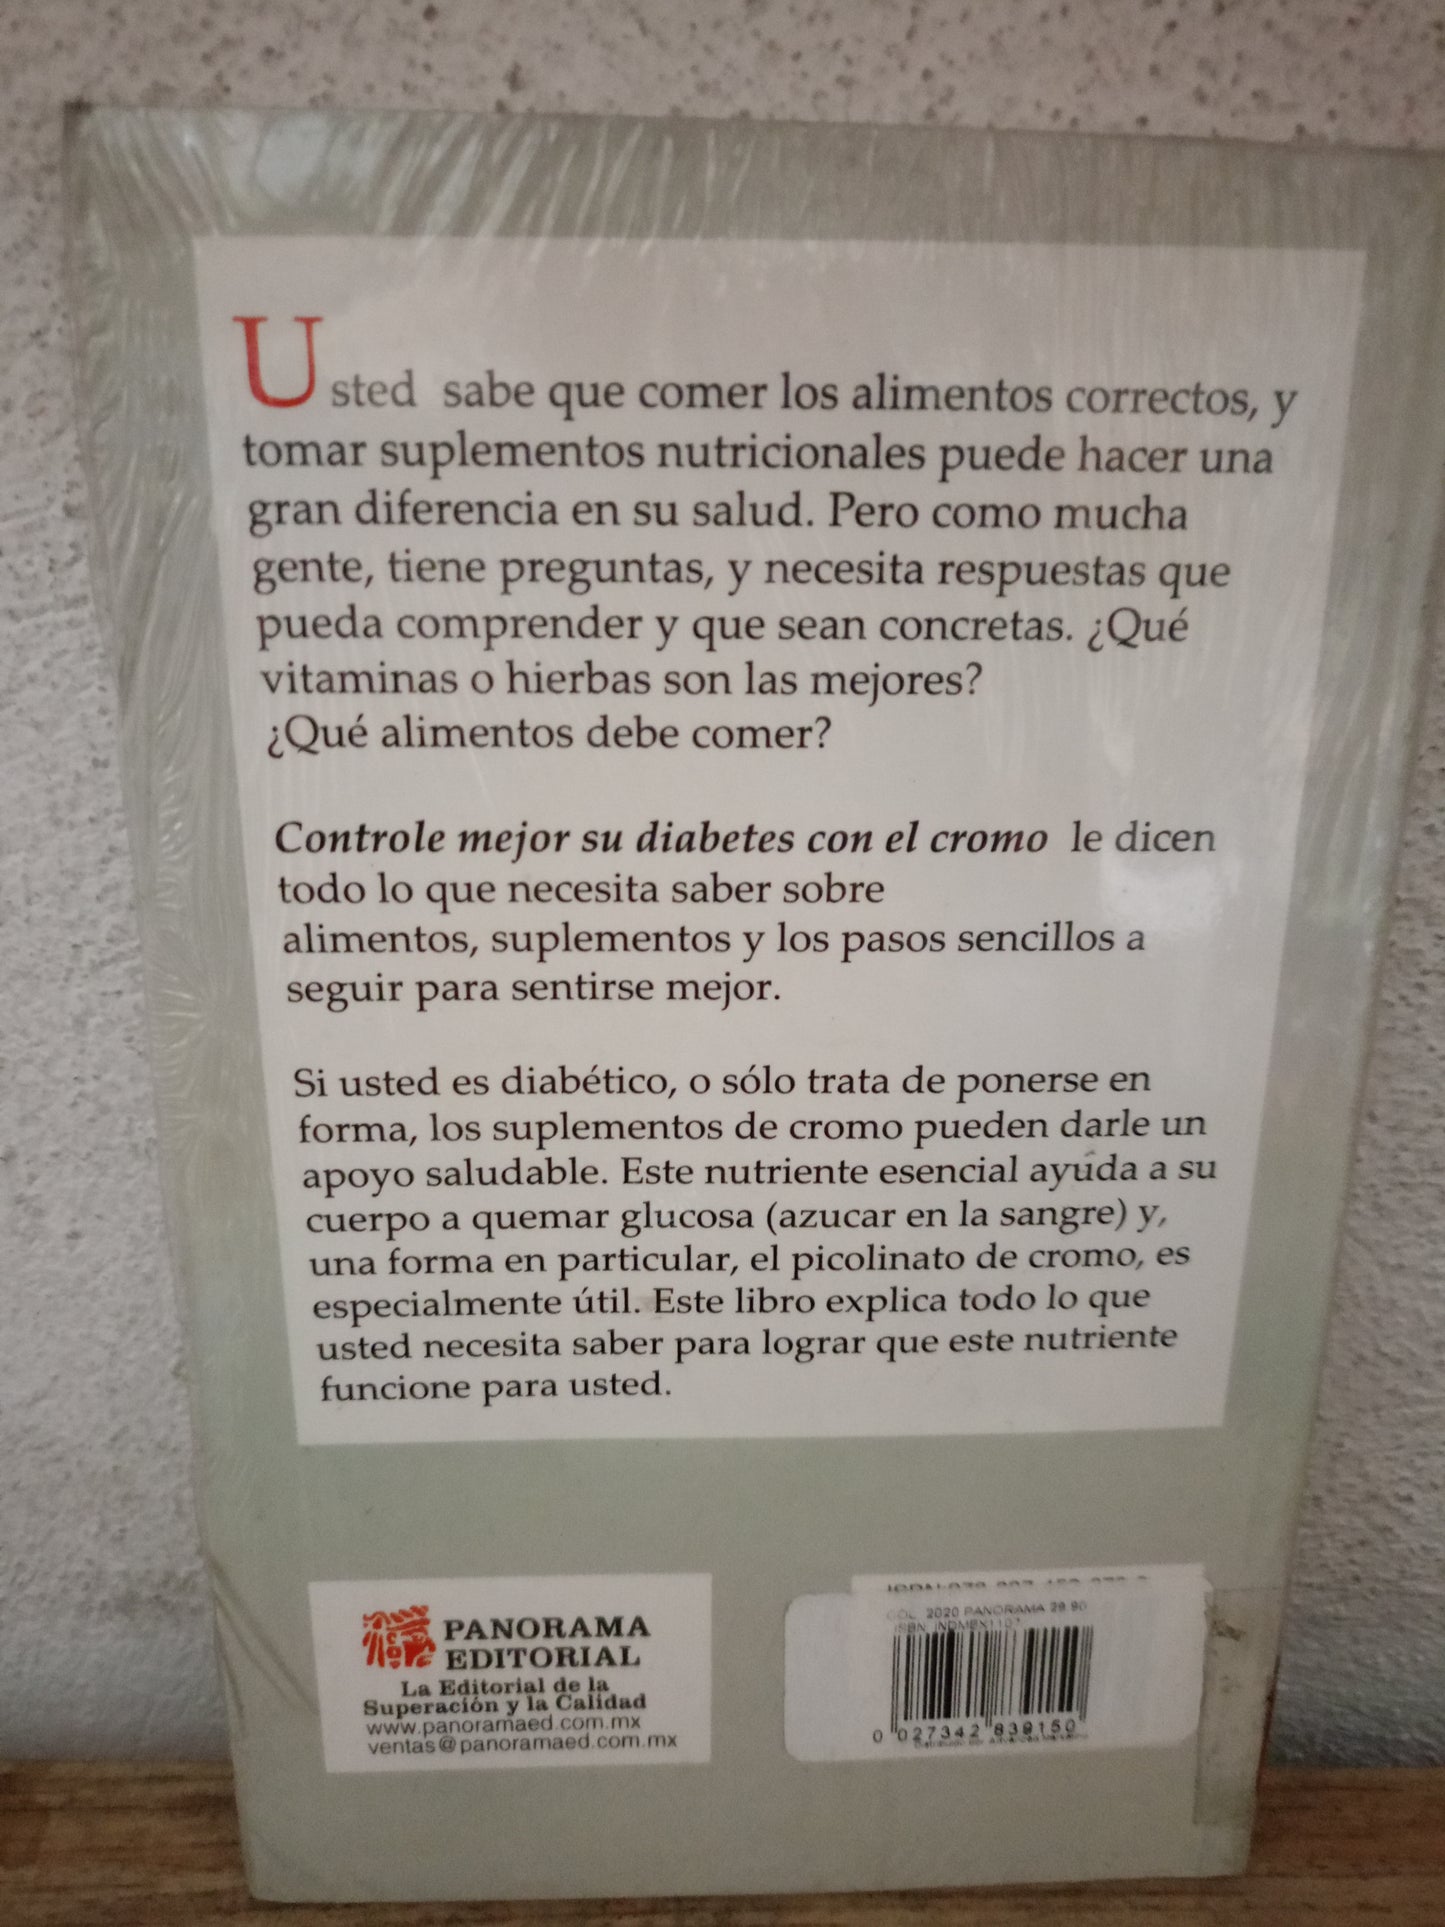 Usted sabe que comer los alimentos correctos, y
tomar suplementos nutricionales puede hacer una
gran diferencia en su salud. Pero como mucha
gente, tiene preguntas, y necesita respuestas que
pueda comprender y que sean concretas. ¿Qué
vitaminas o hierbas son las mejores?
¿Qué alimentos debe comer?
Controle mejor su diabetes con el cromo le dicen
todo lo que necesita saber sobre
alimentos, suplementos y los pasos sencillos a
seguir para sentirse mejor.
Si usted es diabético, o sólo trata de ponerse en
forma, los suplementos de cromo pueden darle un
apoyo saludable. Este nutriente esencial ayuda a su
cuerpo a quemar glucosa (azucar en la sangre) y,
una forma en particular, el picolinato de cromo, es
especialmente útil. Este libro explica todo lo que
usted necesita saber para lograr que este nutriente
funcione para usted.
PANORAMA
EDITORIAL
La Editorial de la
Superación y la Calidad
www.panoramaed.com.mx
ventas@panoramaed.com.mx
COL 2020 PANORAMA 29.90
ISBN INDMEX110
0 027342 839150